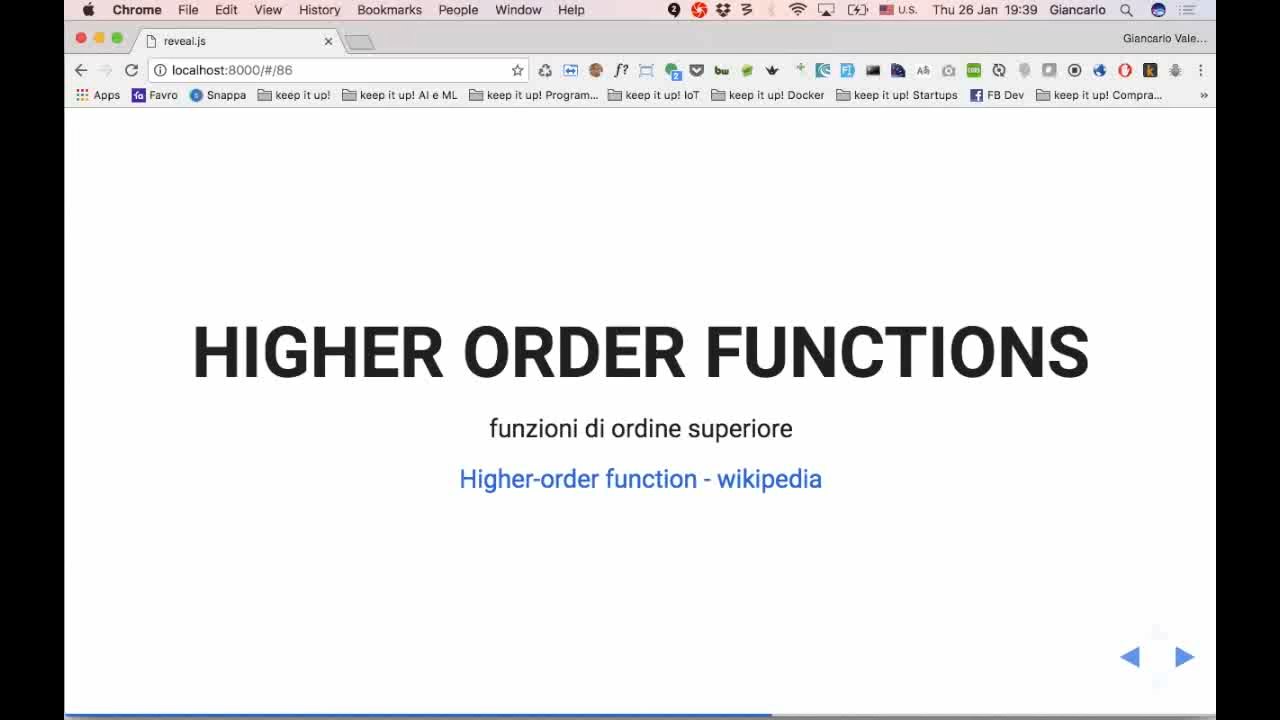 Chrome File Edit View History Bookmarks People Window Help U.S. Thu 26 Jan 19:39 Giancarlo
reveal.js Giancarlo Vale...
localhost:8000/#/86
Apps Favro Snappa keep it up! keep it up! AI e ML keep it up! Program... keep it up! IoT keep it up! Docker keep it up! Startups FB Dev keep it up! Compra... »
HIGHER ORDER FUNCTIONS
funzioni di ordine superiore
Higher-order function - wikipedia